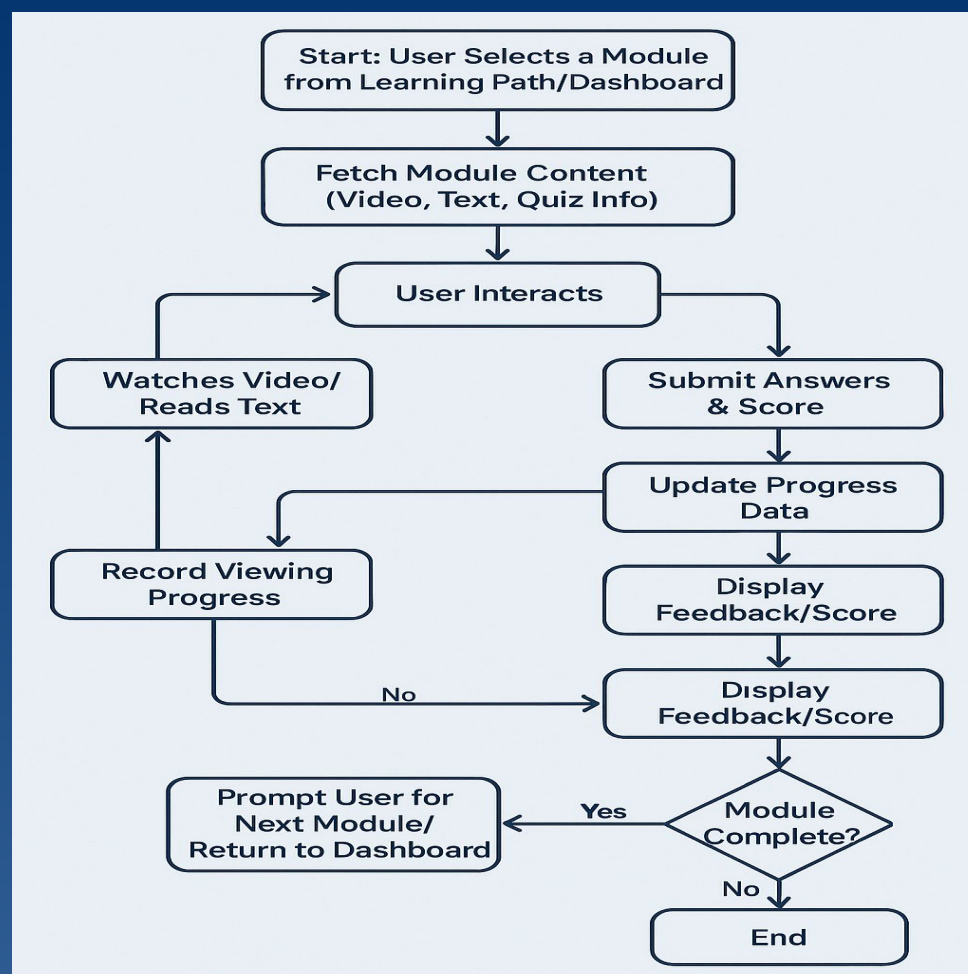 Start: User Selects a Module
from Learning Path/Dashboard
Fetch Module Content
(Video, Text, Quiz Info)
User Interacts
Watches Video/
Reads Text
Submit Answers
& Score
Update Progress
Data
Record Viewing
Progress
Display
Feedback/Score
No
Dısplay
Feedback/Score
Prompt User for
Next Module/
Return to Dashboard
Yes
Module
Complete?
No
End